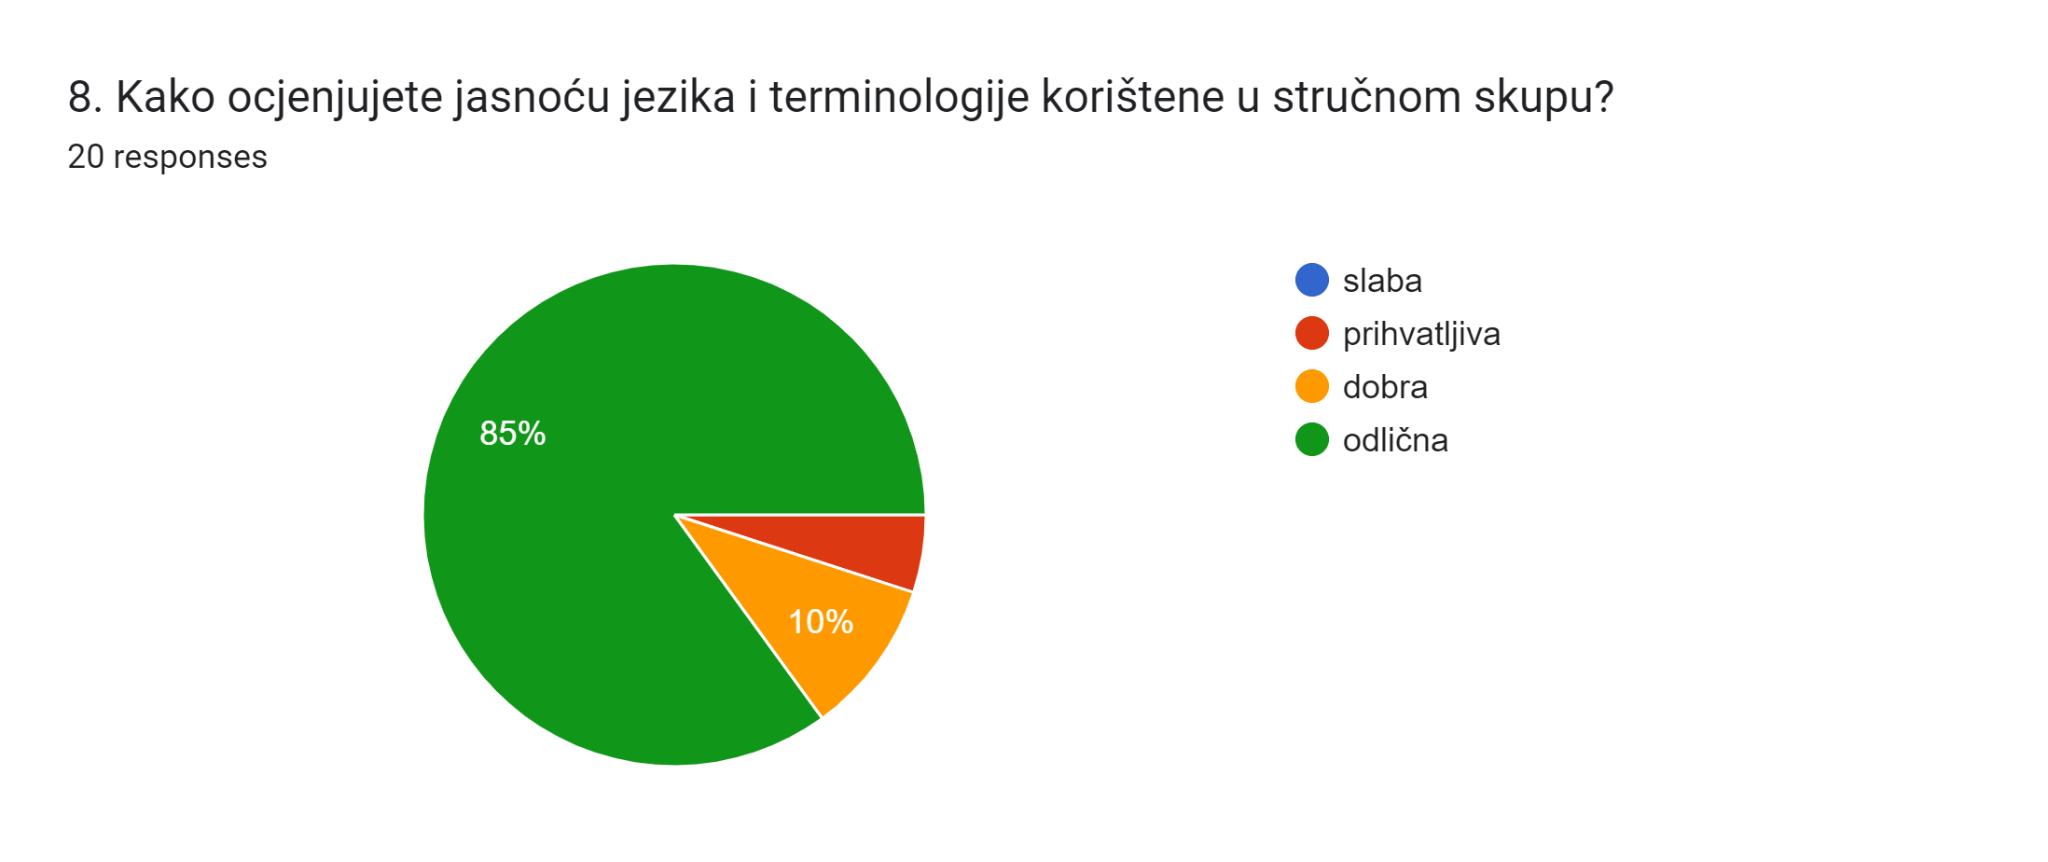 8. Kako ocjenjujete jasnoću jezika i terminologije korištene u stručnom skupu?
20 responses
slaba
prihvatljiva
dobra
odlična
85%
10%